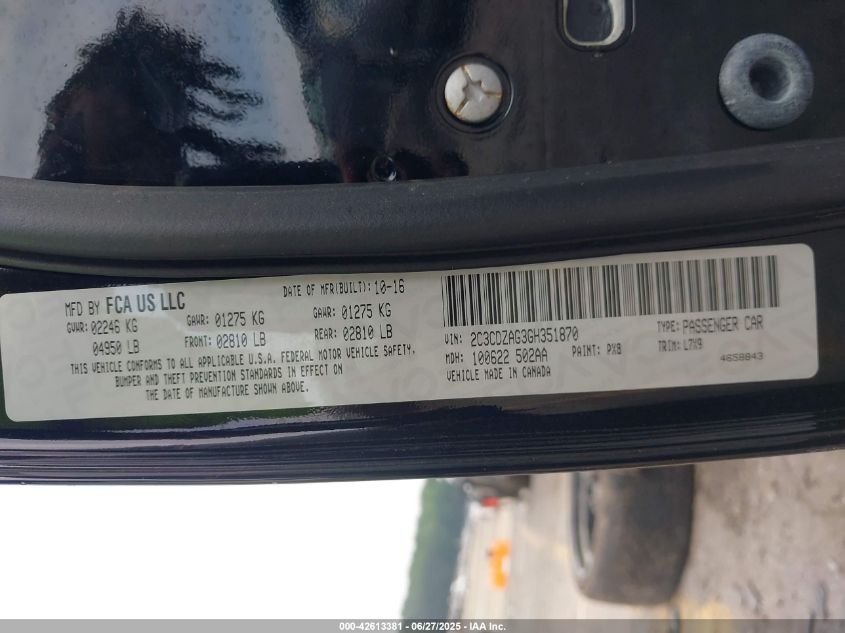 MFD BY FCA US LLC
DATE OF MFR(BUILT): 10-16
GVWR: 02246 KG GAWR: 01275 KG GAWR: 01275 KG
04950 LB FRONT: 02810 LB REAR: 02810 LB
THIS VEHICLE CONFORMS TO ALL APPLICABLE U.S.A. FEDERAL MOTOR VEHICLE SAFETY,
BUMPER AND THEFT PREVENTION STANDARDS IN EFFECT ON
THE DATE OF MANUFACTURE SHOWN ABOVE.
VIN: 2C3CDZAG3GH351870 TYPE: PASSENGER CAR
MDH: 100622 502AA PAINT: PX8 TRIM: L7X9
VEHICLE MADE IN CANADA 4658843
000-42613381 | 06/27/2025 - IAA Inc.